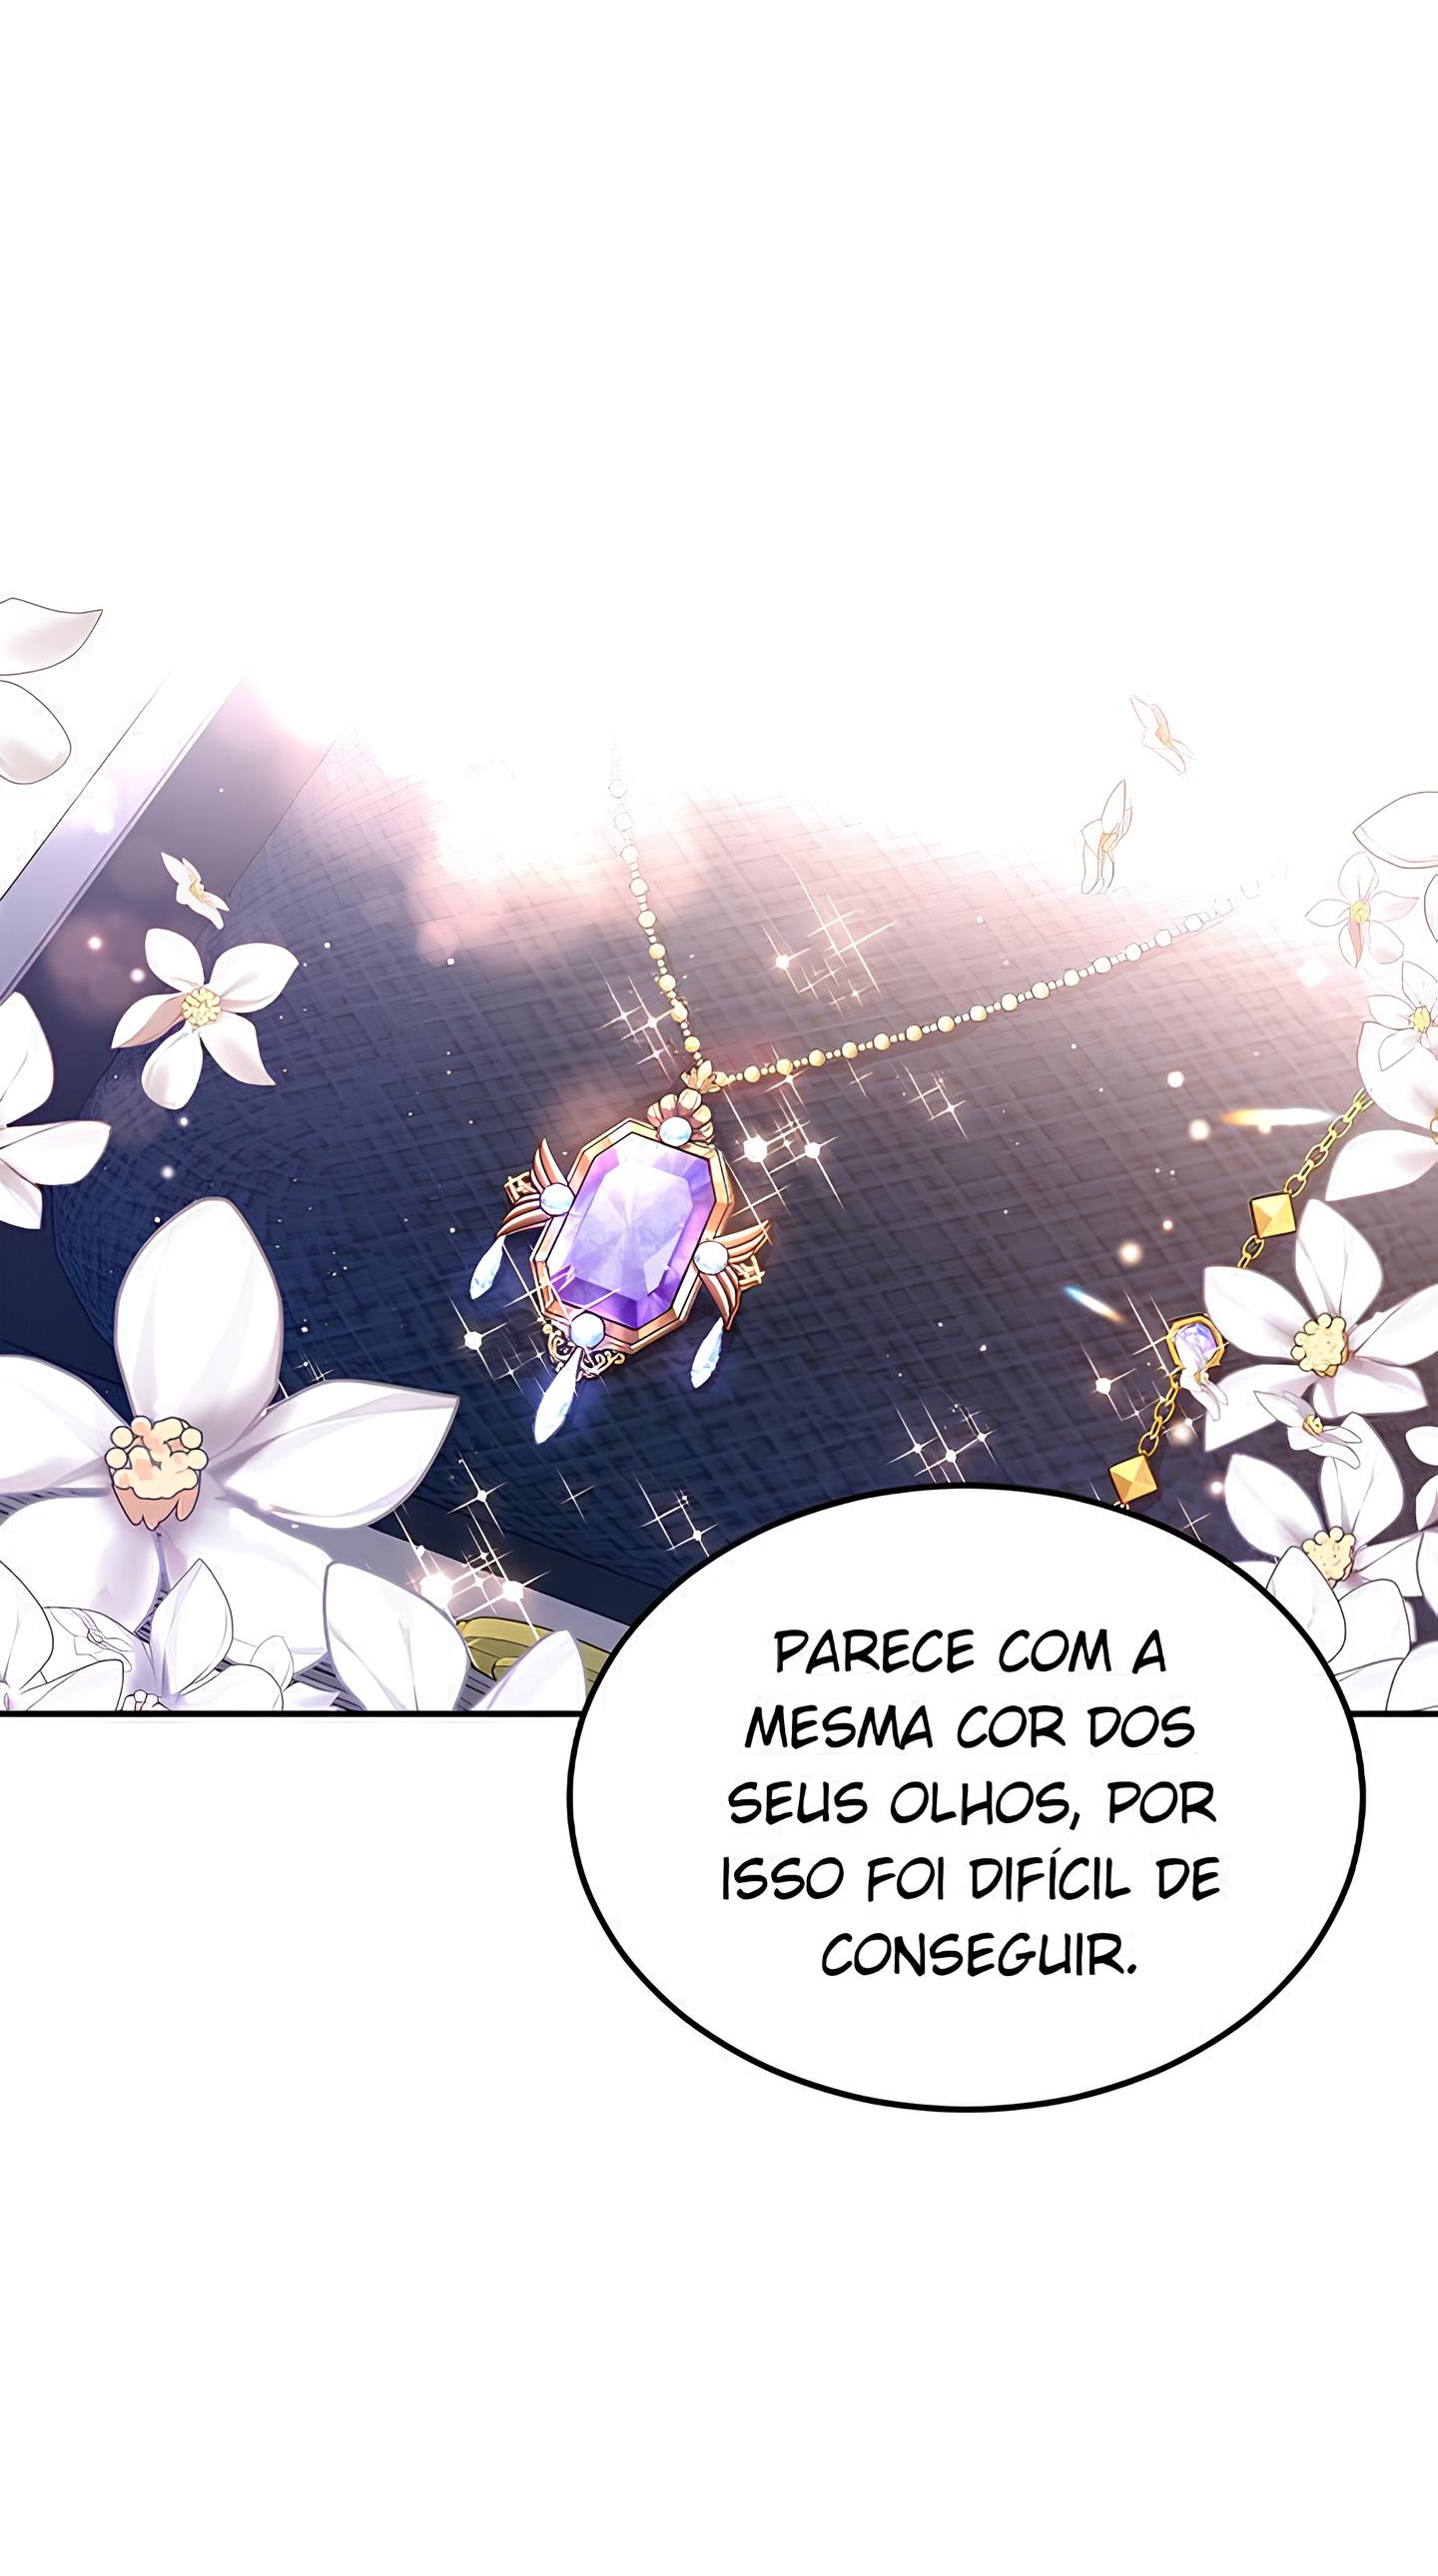 PARECE COM A
MESMA COR DOS
SEUS OLHOS, POR
ISSO FOI DIFÍCIL DE
CONSEGUIR.